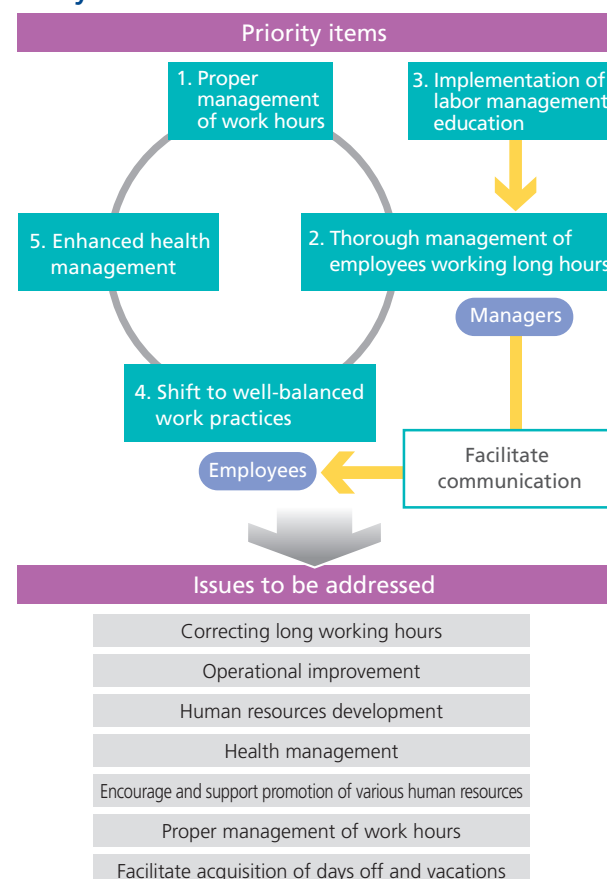 Priority items
1. Proper
management
of work hours
3. Implementation of
labor management
education
5. Enhanced health
management
2. Thorough management of
employees working long hours
Managers
4. Shift to well-balanced
work practices
Employees
Facilitate
communication
Issues to be addressed
Correcting long working hours
Operational improvement
Human resources development
Health management
Encourage and support promotion of various human resources
Proper management of work hours
Facilitate acquisition of days off and vacations